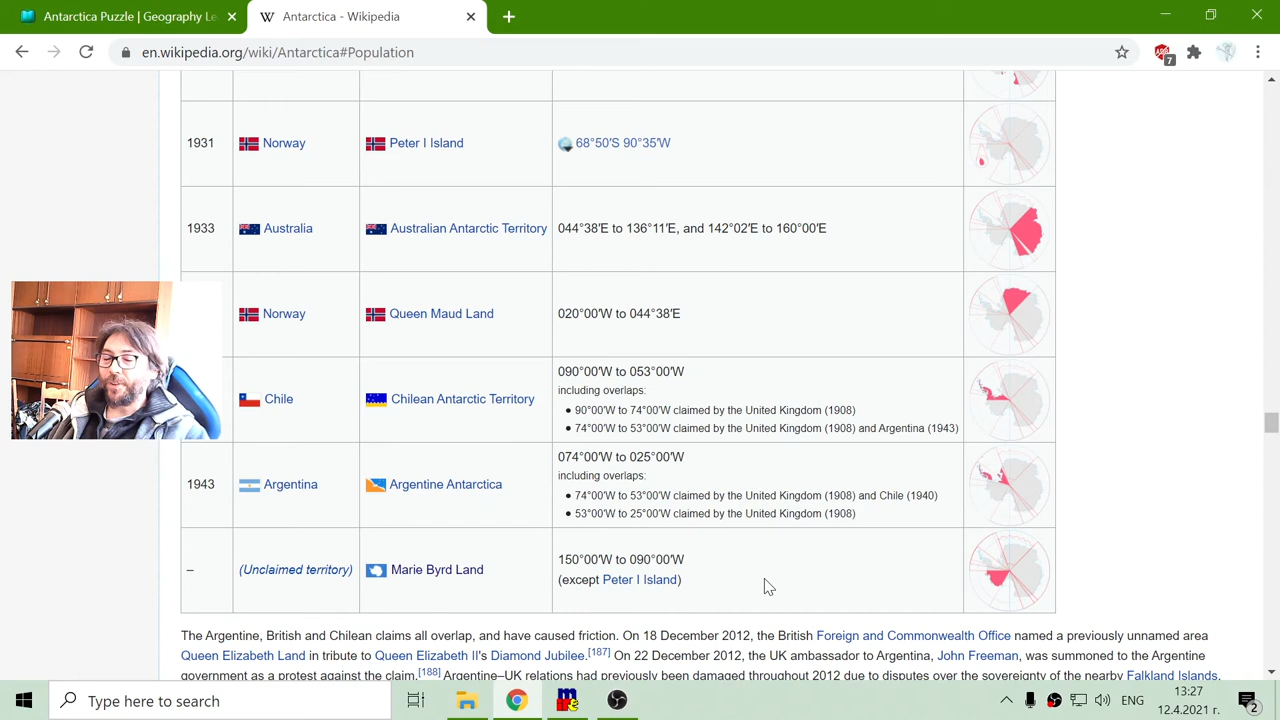 Antarctica Puzzle | Geography Le
Antarctica - Wikipedia
en.wikipedia.org/wiki/Antarctica#Population
7
1931 Norway Peter I Island 68°50′S 90°35′W
1933 Australia Australian Antarctic Territory 044°38′E to 136°11′E, and 142°02′E to 160°00′E
Norway Queen Maud Land 020°00′W to 044°38′E
Chile Chilean Antarctic Territory 090°00′W to 053°00′W
including overlaps:
• 90°00′W to 74°00′W claimed by the United Kingdom (1908)
• 74°00′W to 53°00′W claimed by the United Kingdom (1908) and Argentina (1943)
1943 Argentina Argentine Antarctica 074°00′W to 025°00′W
including overlaps:
• 74°00′W to 53°00′W claimed by the United Kingdom (1908) and Chile (1940)
• 53°00′W to 25°00′W claimed by the United Kingdom (1908)
– (Unclaimed territory) Marie Byrd Land 150°00′W to 090°00′W
(except Peter I Island)
The Argentine, British and Chilean claims all overlap, and have caused friction. On 18 December 2012, the British Foreign and Commonwealth Office named a previously unnamed area
Queen Elizabeth Land in tribute to Queen Elizabeth II's Diamond Jubilee.[187] On 22 December 2012, the UK ambassador to Argentina, John Freeman, was summoned to the Argentine
government as a protest against the claim.[188] Argentine–UK relations had previously been damaged throughout 2012 due to disputes over the sovereignty of the nearby Falkland Islands,
Type here to search
ЕНГ
13:27
12.4.2021 г.
2